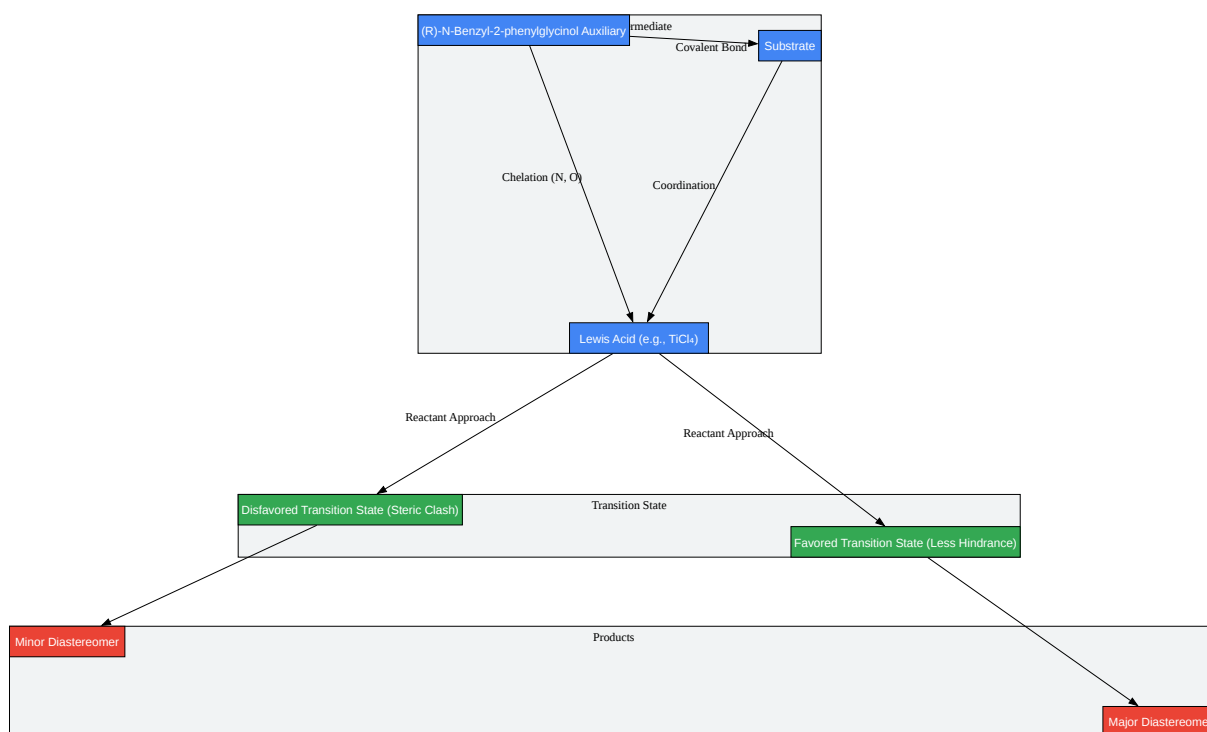 (R)-N-Benzyl-2-phenylglycinol Auxiliary
rmediate
Covalent Bond
Substrate
Chelation (N, O)
Coordination
Lewis Acid (e.g., TiCl₄)
Reactant Approach
Reactant Approach
Disfavored Transition State (Steric Clash)
Transition State
Favored Transition State (Less Hindrance)
Minor Diastereomer
Products
Major Diastereome